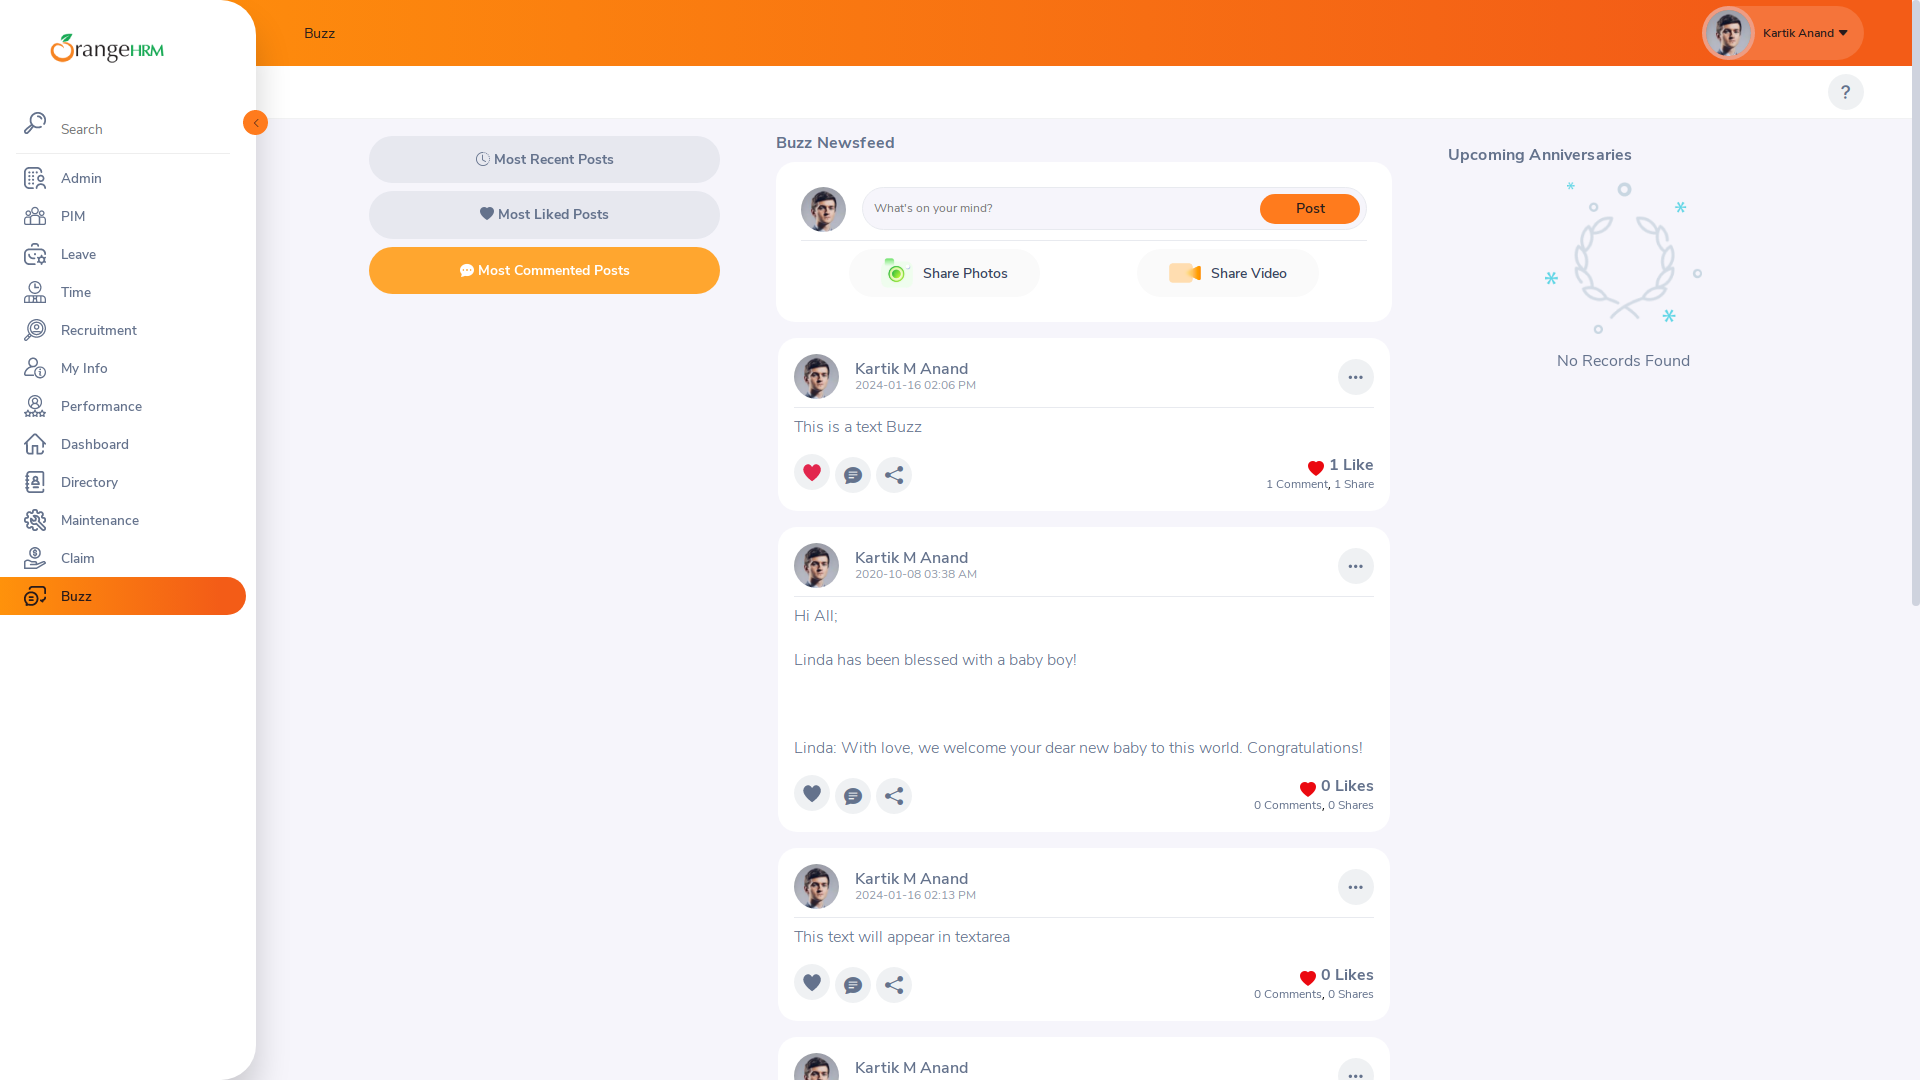 OrangeHRM
Search
Admin
PIM
Leave
Time
Recruitment
My Info
Performance
Dashboard
Directory
Maintenance
Claim
Buzz
Buzz
Kartik Anand
?
Most Recent Posts
Most Liked Posts
Most Commented Posts
Buzz Newsfeed
What's on your mind?
Post
Share Photos
Share Video
Kartik M Anand
2024-01-16 02:06 PM
This is a text Buzz
1 Like
1 Comment, 1 Share
Kartik M Anand
2020-10-08 03:38 AM
Hi All;
Linda has been blessed with a baby boy!
Linda: With love, we welcome your dear new baby to this world. Congratulations!
0 Likes
0 Comments, 0 Shares
Kartik M Anand
2024-01-16 02:13 PM
This text will appear in textarea
0 Likes
0 Comments, 0 Shares
Kartik M Anand
Upcoming Anniversaries
No Records Found